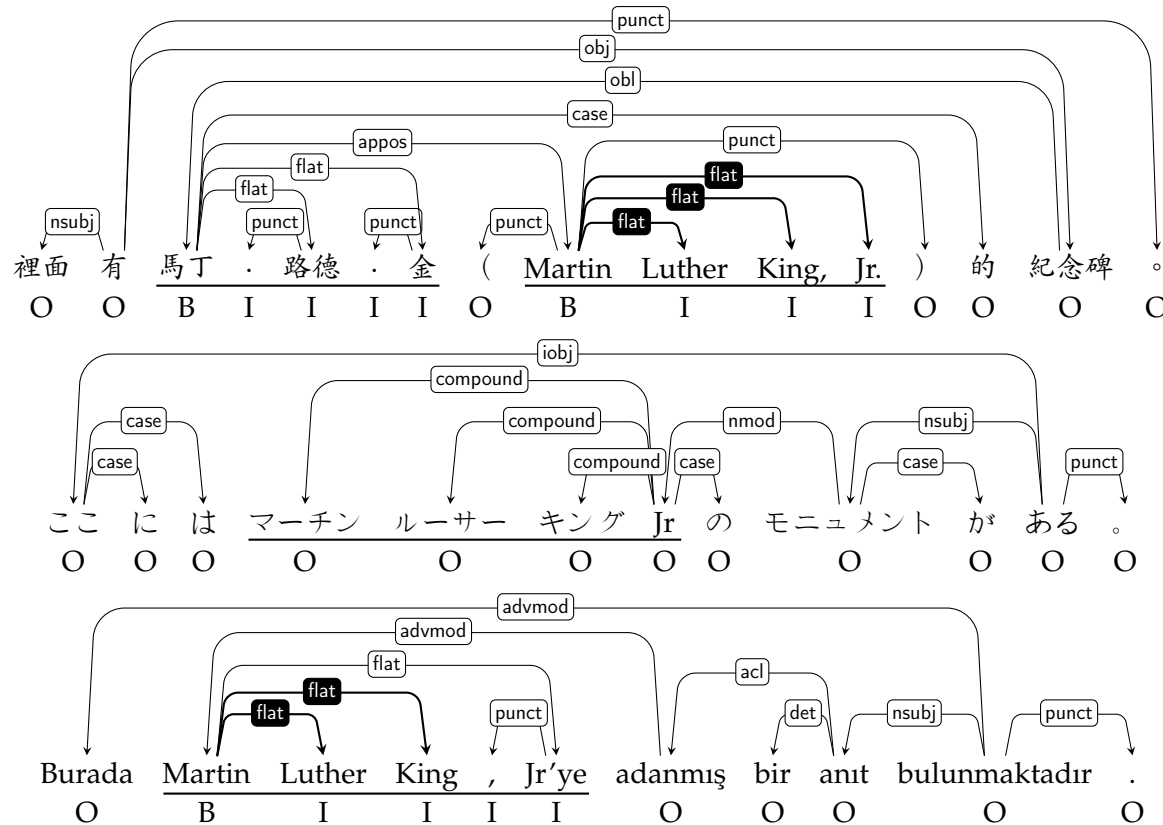 punct
obj
obl
case
appos punct
flat flat
flat flat
nsubj punct punct punct flat
裡面 有 馬丁 · 路德 · 金 ( Martin Luther King, Jr. ) 的 紀念碑 。
O O B I I I I O B I I I O O O O
iobj
compound
case compound nmod nsubj
case compound case case punct
ここ に は マーチン ルーサー キング Jr の モニュメント が ある 。
O O O O O O O O O O O O
advmod
advmod
flat acl
flat
flat punct det nsubj punct
Burada Martin Luther King , Jr'ye adanmış bir anıt bulunmaktadır .
O B I I I I O O O O O